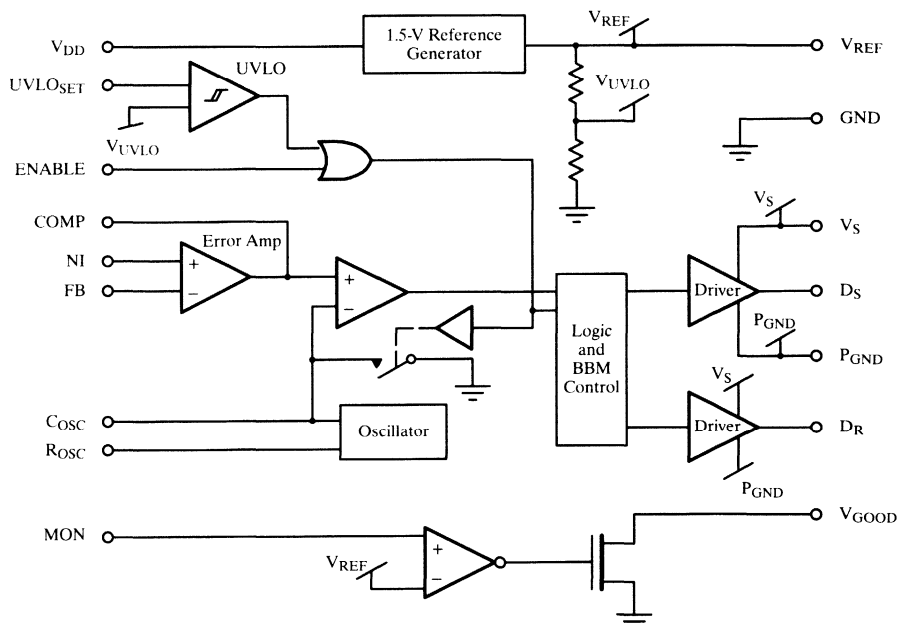 VREF
1.5-V Reference
Generator
VDD
VREF
UVLO
UVLOSET
VUVLO
VUVLO
GND
ENABLE
VS
COMP
VS
Error Amp
NI
+
+
FB
−
−
Driver
DS
PGND
Logic
and
BBM
Control
PGND
VS
COSC
Oscillator
Driver
DR
ROSC
PGND
VGOOD
MON
+
VREF
−